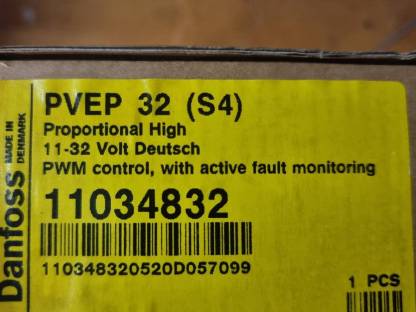 PVEP 32 (S4)
Proportional High
11-32 Volt Deutsch
PWM control, with active fault monitoring
11034832
110348320520D057099
1 PCS
Danfoss
MADE IN
DENMARK